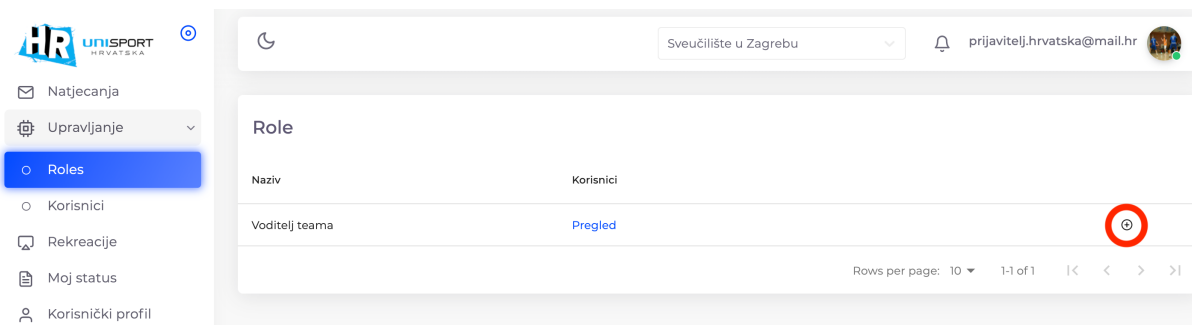 HR UNISPORT
HRVATSKA
Sveučilište u Zagrebu
prijavitelj.hrvatska@mail.hr
Natjecanja
Upravljanje
Roles
Korisnici
Rekreacije
Moj status
Korisnički profil
Role
Naziv Korisnici
Voditelj teama Pregled
Rows per page: 10 1-1 of 1